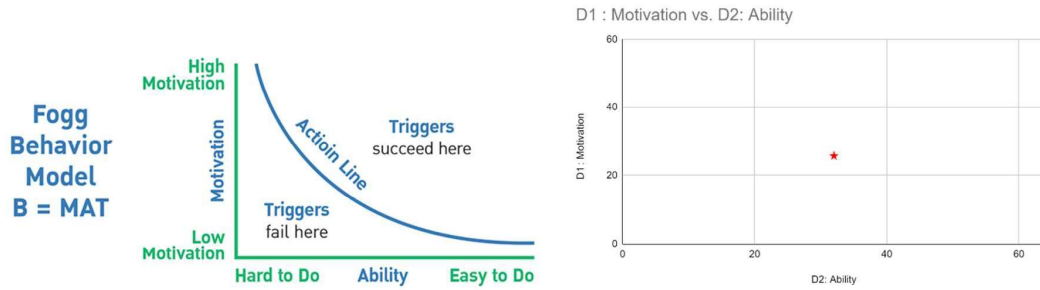 Fogg
Behavior
Model
B = MAT
High
Motivation
Motivation
Low
Motivation
Actioin Line
Triggers
succeed here
Triggers
fail here
Hard to Do
Ability
Easy to Do
D1 : Motivation vs. D2: Ability
D1 : Motivation
60
40
20
0
0
20
40
60
D2: Ability